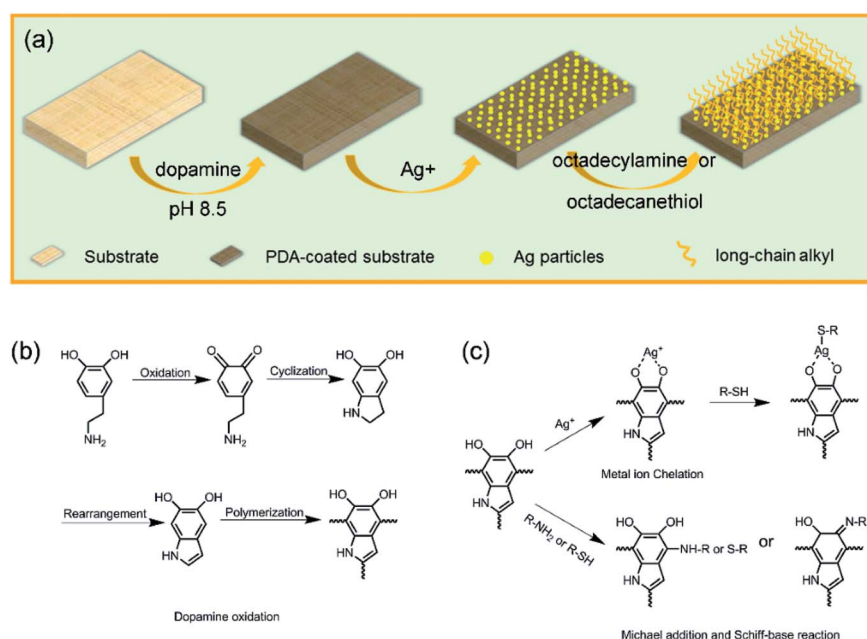 (a)
dopamine
pH 8.5
Ag+
octadecylamine or
octadecanethiol
Substrate
PDA-coated substrate
Ag particles
long-chain alkyl
(b)
HO OH
Oxidation
O O
Cyclization
HO OH
NH2
NH2
HN
Rearrangement
HO OH
Polymerization
HO OH
HN
HN
Dopamine oxidation
(c)
S-R
Ag+
Ag
O O
R-SH
O O
Ag+
HO OH
HN
HN
Metal ion Chelation
HN
R-NH2 or R-SH
HO OH
NH-R or S-R
or
HO N-R
HN
HN
Michael addition and Schiff-base reaction